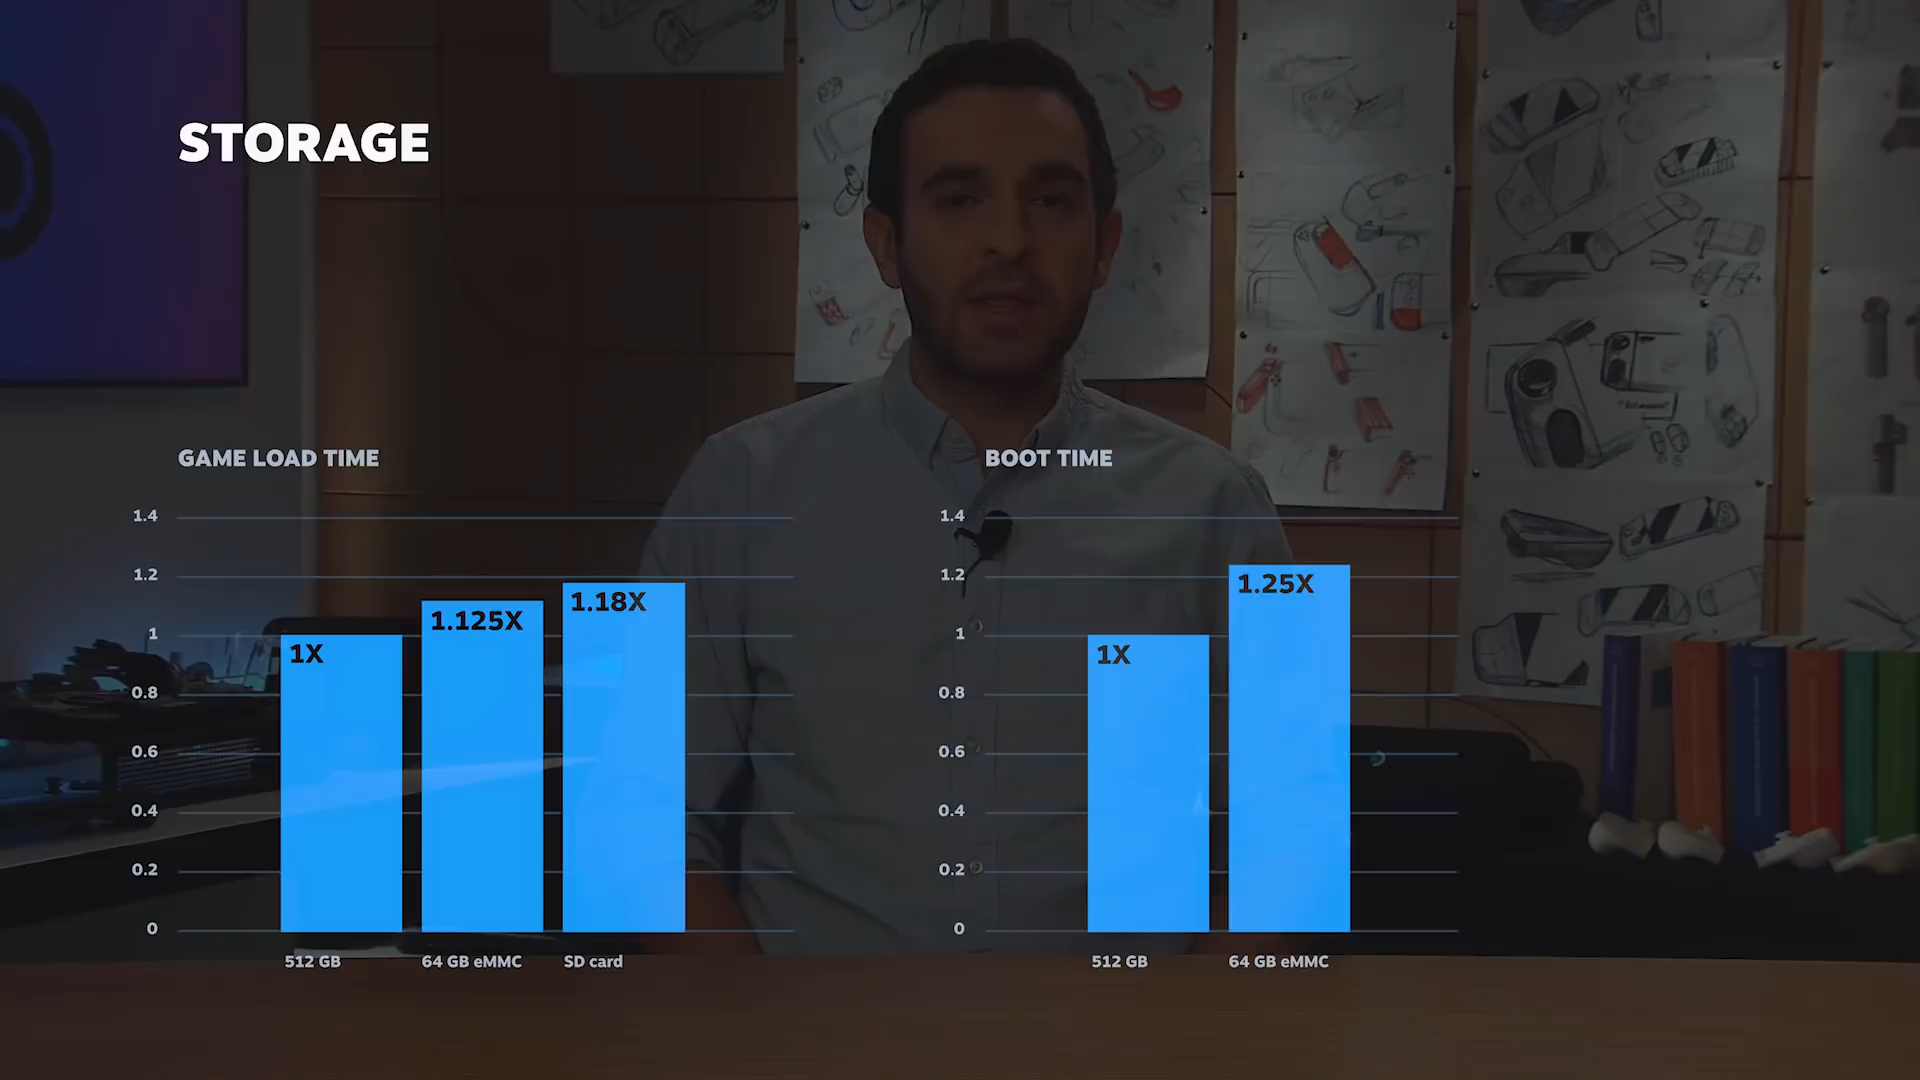 STORAGE
GAME LOAD TIME
1.4
1.2
1
0.8
0.6
0.4
0.2
0
1X
1.125X
1.18X
512 GB
64 GB eMMC
SD card
BOOT TIME
1.4
1.2
1
0.8
0.6
0.4
0.2
0
1X
1.25X
512 GB
64 GB eMMC